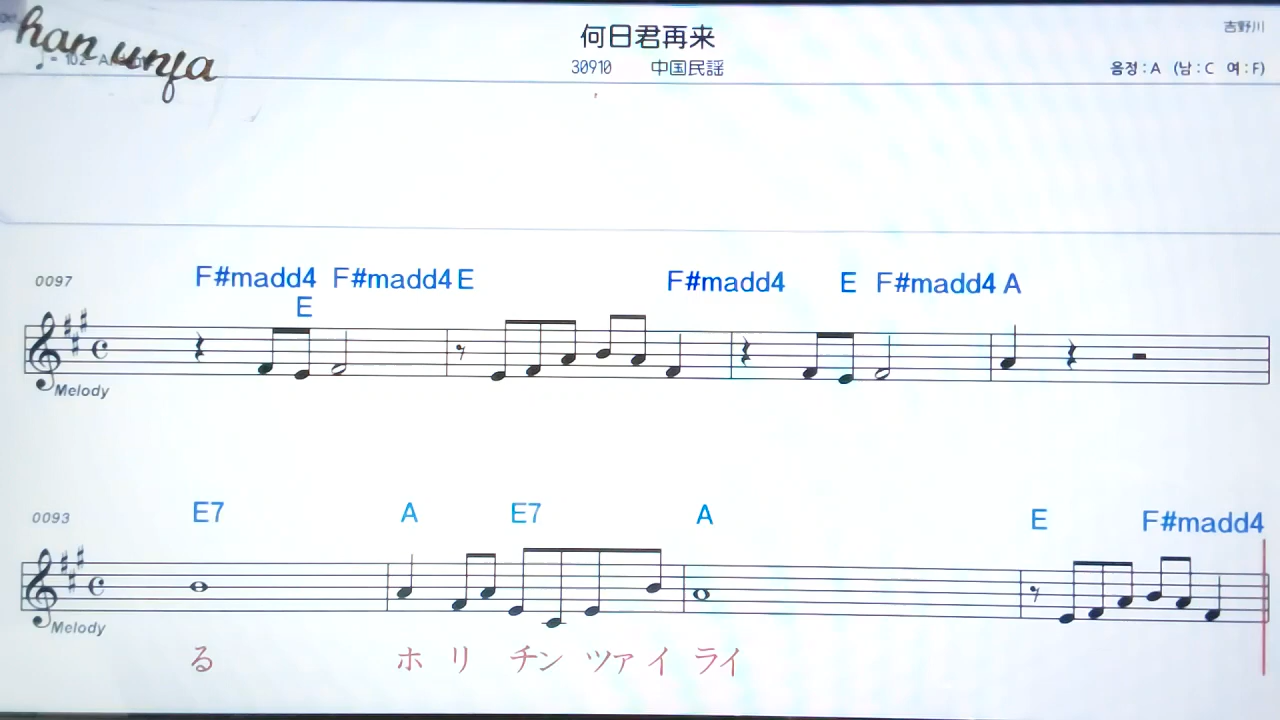 han unfa
何日君再来
吉野川
30910 中国民謡
음정:A (남:C 여:F)
0097
F#madd4 F#madd4 E F#madd4 E F#madd4 A
E
Melody
0093
E7 A E7 A E F#madd4
Melody
る ホ リ チン ツァ イ ライ